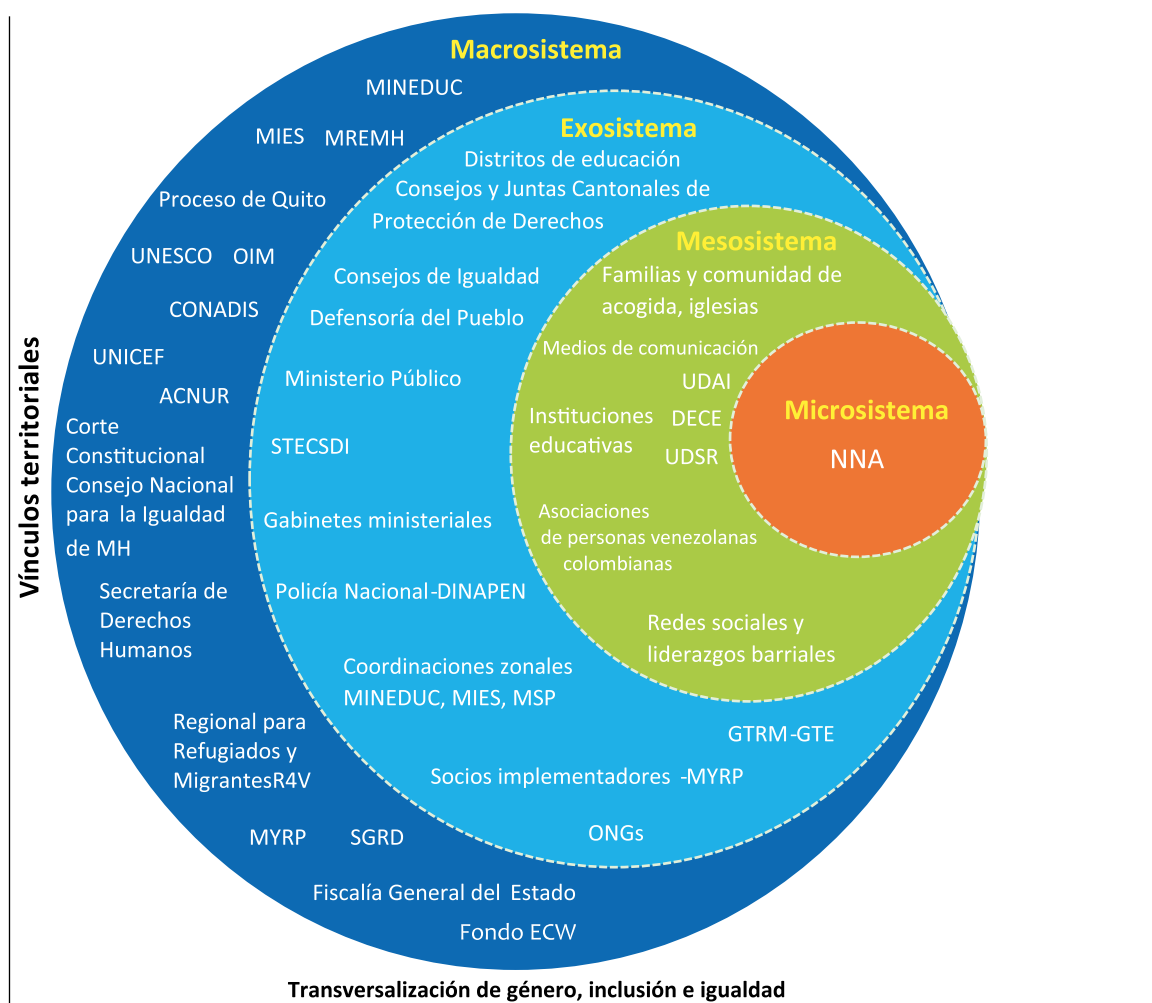 Macrosistema
MINEDUC
MIES MREMH
Proceso de Quito
UNESCO OIM
CONADIS
UNICEF
ACNUR
Corte
Constitucional
Consejo Nacional
para la Igualdad
de MH
Secretaría de
Derechos
Humanos
Regional para
Refugiados y
MigrantesR4V
MYRP SGRD
Fiscalía General del Estado
Fondo ECW
Exosistema
Distritos de educación
Consejos y Juntas Cantonales de
Protección de Derechos
Consejos de Igualdad
Defensoría del Pueblo
Ministerio Público
STECSDI
Gabinetes ministeriales
Policía Nacional-DINAPEN
Coordinaciones zonales
MINEDUC, MIES, MSP
GTRM-GTE
Socios implementadores -MYRP
ONGs
Mesosistema
Familias y comunidad de
acogida, iglesias
Medios de comunicación
UDAI
Instituciones
educativas
DECE
UDSR
Asociaciones
de personas venezolanas
colombianas
Redes sociales y
liderazgos barriales
Microsistema
NNA
Vínculos territoriales
Transversalización de género, inclusión e igualdad